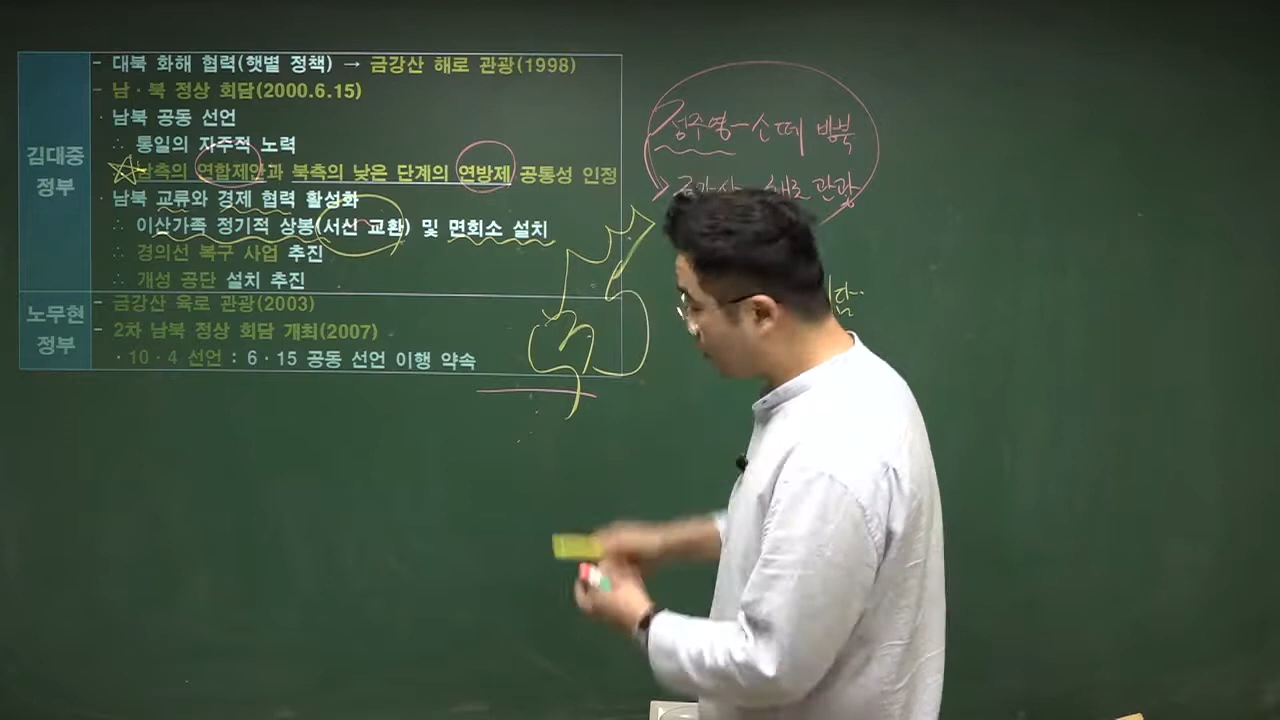 김대중
정부
- 대북 화해 협력(햇별 정책) → 금강산 해로 관광(1998)
- 남·북 정상 회담(2000.6.15)
· 남북 공동 선언
∴ 통일의 자주적 노력
∴ 남측의 연합제안과 북측의 낮은 단계의 연방제 공통성 인정
· 남북 교류와 경제 협력 활성화
∴ 이산가족 정기적 상봉(서선 교환) 및 면회소 설치
∴ 경의선 복구 사업 추진
∴ 개성 공단 설치 추진
노무현
정부
- 금강산 육로 관광(2003)
- 2차 남북 정상 회담 개최(2007)
· 10·4 선언 : 6·15 공동 선언 이행 약속
정주영-소떼 방북
해로 관광
담